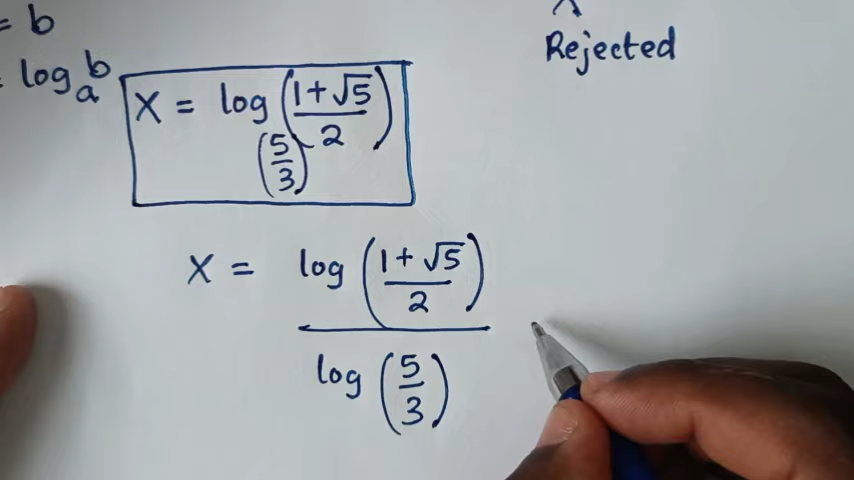 = b
= log_a b
Rejected
X = log_(5/3) ((1+√5)/2)
X = log ((1+√5)/2) / log (5/3)